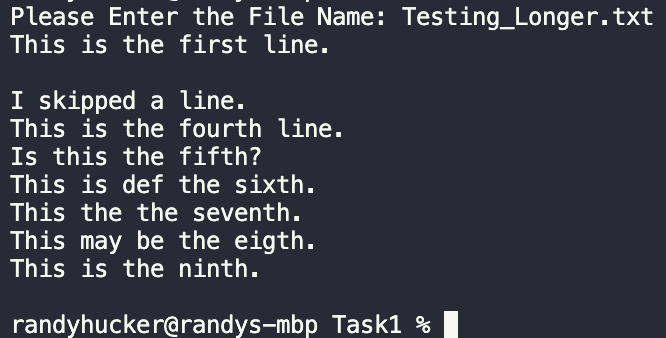 Please Enter the File Name: Testing_Longer.txt
This is the first line.

I skipped a line.
This is the fourth line.
Is this the fifth?
This is def the sixth.
This the the seventh.
This may be the eigth.
This is the ninth.

randyhucker@randys-mbp Task1 %